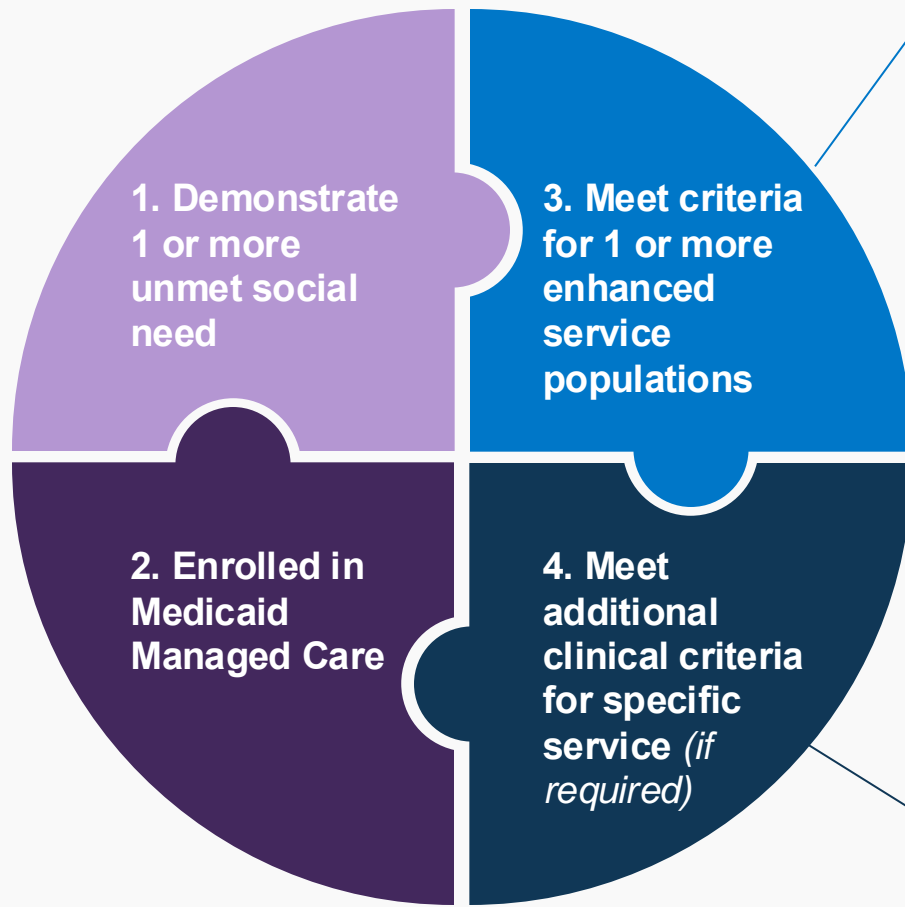 1. Demonstrate
1 or more
unmet social
need
2. Enrolled in
Medicaid
Managed Care
3. Meet criteria
for 1 or more
enhanced
service
populations
4. Meet
additional
clinical criteria
for specific
service (if
required)